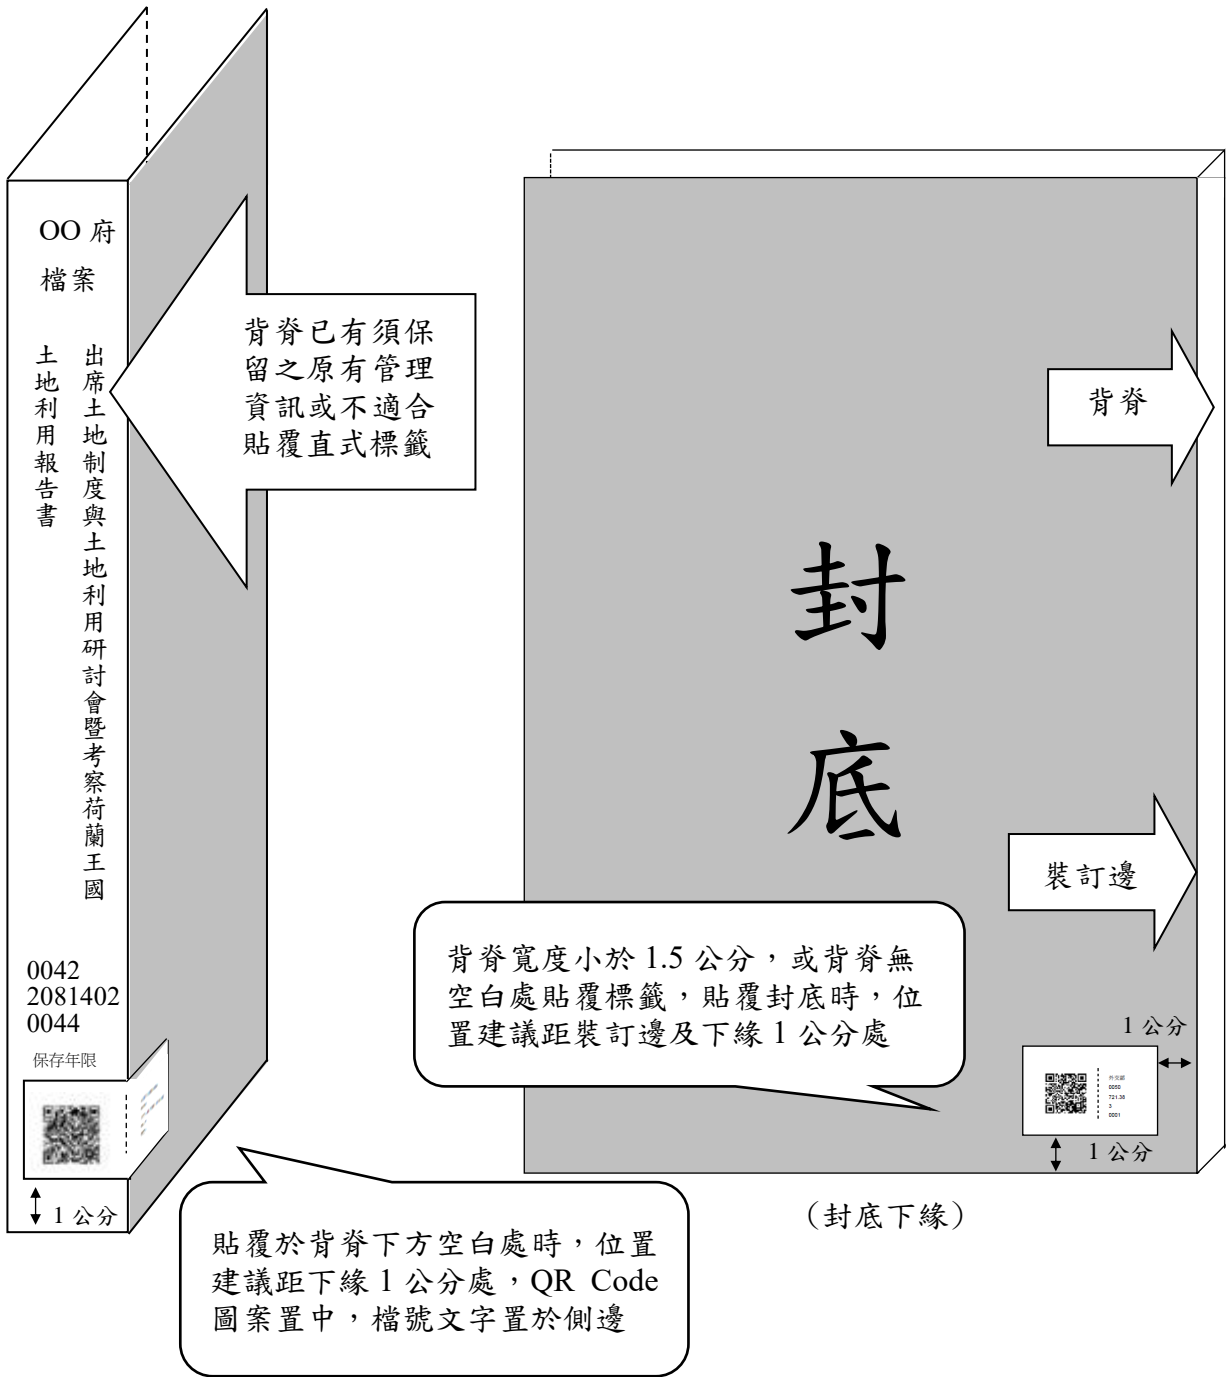 OO 府
檔案
出席土地制度與土地利用研討會暨考察荷蘭王國
土地利用報告書
0042
2081402
0044
保存年限
1 公分
背脊已有須保
留之原有管理
資訊或不適合
貼覆直式標籤
貼覆於背脊下方空白處時，位置
建議距下緣 1 公分處，QR Code
圖案置中，檔號文字置於側邊
背脊
封
底
裝訂邊
背脊寬度小於 1.5 公分，或背脊無
空白處貼覆標籤，貼覆封底時，位
置建議距裝訂邊及下緣 1 公分處
1 公分
外交部
0050
721.38
3
0001
1 公分
（封底下緣）